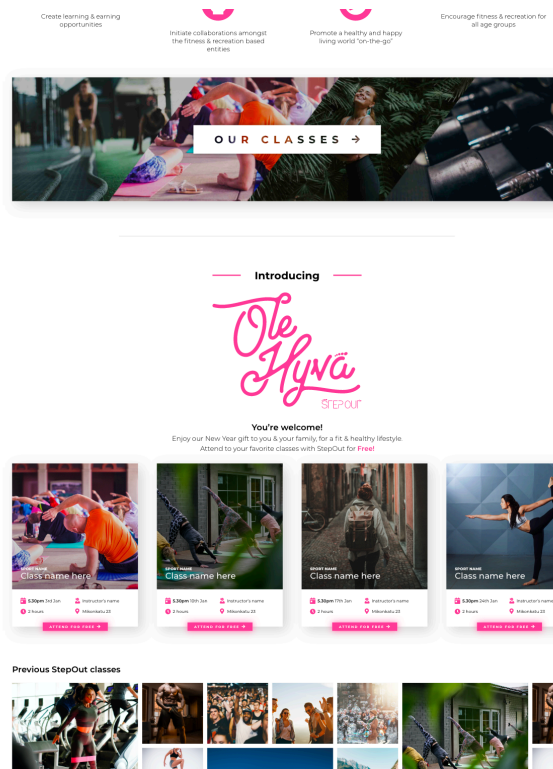 Create learning & earning
opportunities
Initiate collaborations amongst
the fitness & recreation based
entities
Promote a healthy and happy
living world "on-the-go"
Encourage fitness & recreation for
all age groups
OUR CLASSES →
Introducing
Ole
Hyvä
STEP OUT
You're welcome!
Enjoy our New Year gift to you & your family, for a fit & healthy lifestyle.
Attend to your favorite classes with StepOut for Free!
SPORT NAME
Class name here
5.30pm 3rd Jan
Instructor's name
2 hours
Mikonkatu 23
ATTEND FOR FREE →
SPORT NAME
Class name here
5.30pm 19th Jan
Instructor's name
2 hours
Mikonkatu 23
ATTEND FOR FREE →
SPORT NAME
Class name here
5.30pm 17th Jan
Instructor's name
2 hours
Mikonkatu 23
ATTEND FOR FREE →
SPORT NAME
Class name here
5.30pm 24th Jan
Instructor's name
2 hours
Mikonkatu 23
ATTEND FOR FREE →
Previous StepOut classes